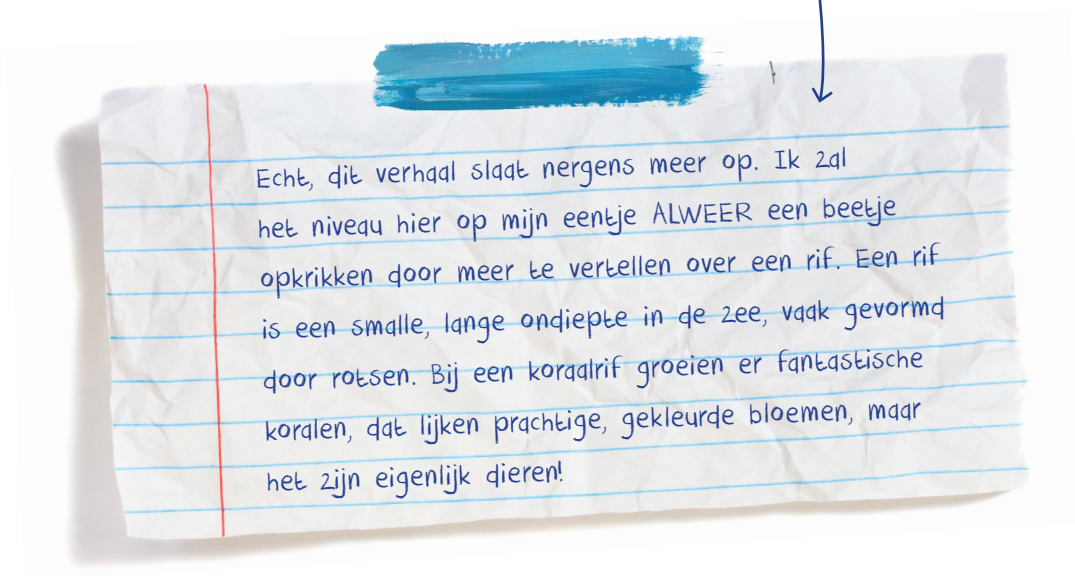 Echt, dit verhaal slaat nergens meer op. Ik zal
het niveau hier op mijn eentje ALWEER een beetje
opkrikken door meer te vertellen over een rif. Een rif
is een smalle, lange ondiepte in de zee, vaak gevormd
door rotsen. Bij een koraalrif groeien er fantastische
koralen, dat lijken prachtige, gekleurde bloemen, maar
het zijn eigenlijk dieren!